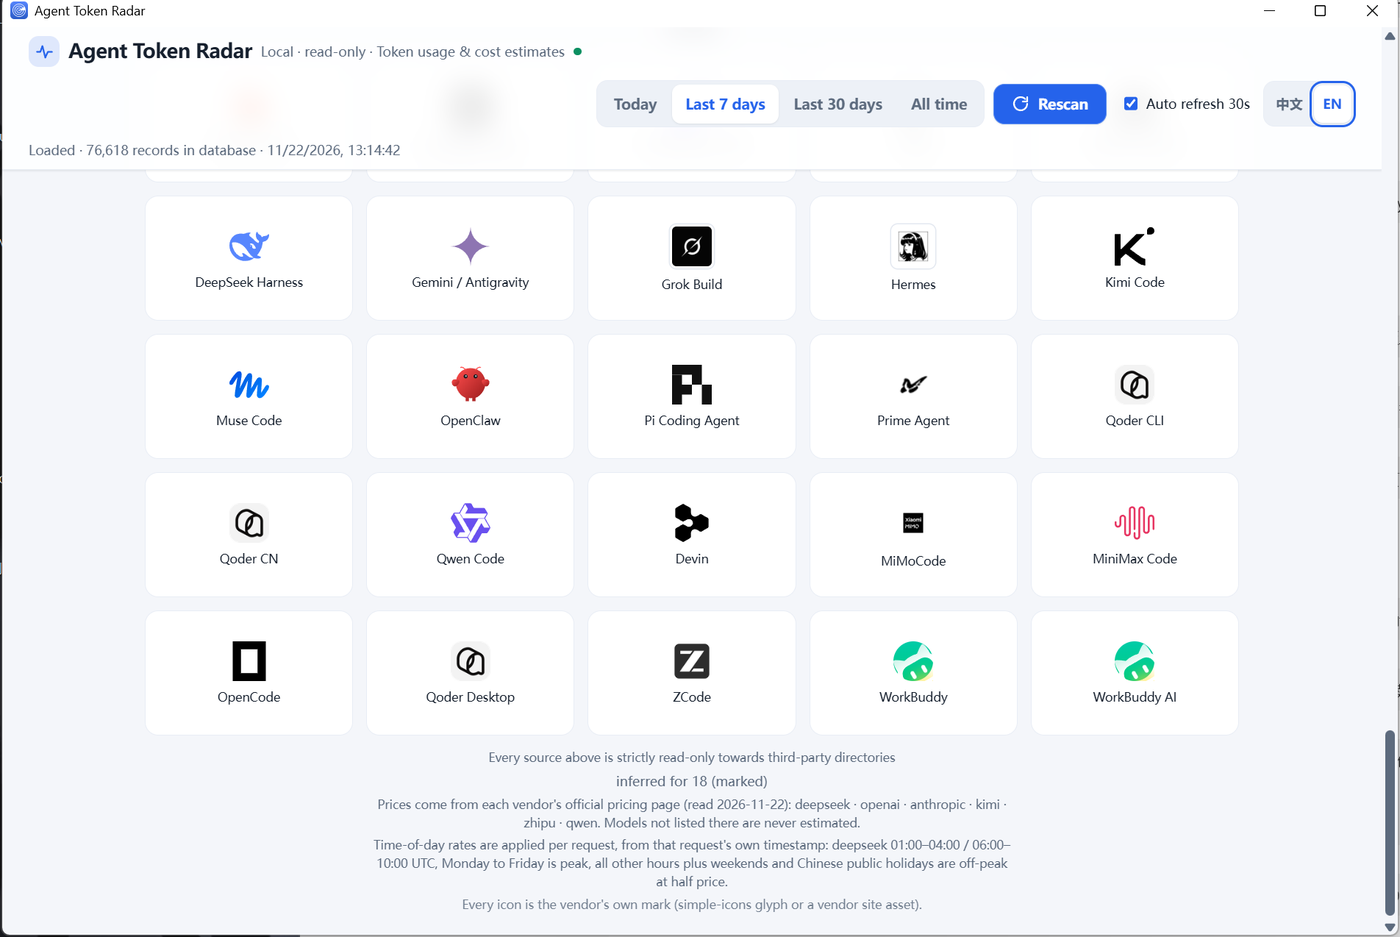 Agent Token Radar
Agent Token Radar Local · read-only · Token usage & cost estimates
Today Last 7 days Last 30 days All time Rescan Auto refresh 30s 中文 EN
Loaded · 76,618 records in database · 11/22/2026, 13:14:42
DeepSeek Harness
Gemini / Antigravity
Grok Build
Hermes
Kimi Code
Muse Code
OpenClaw
Pi Coding Agent
Prime Agent
Qoder CLI
Qoder CN
Qwen Code
Devin
Xiaomi
MiMO
MiMoCode
MiniMax Code
OpenCode
Qoder Desktop
ZCode
WorkBuddy
WorkBuddy AI
Every source above is strictly read-only towards third-party directories
inferred for 18 (marked)
Prices come from each vendor's official pricing page (read 2026-11-22): deepseek · openai · anthropic · kimi ·
zhipu · qwen. Models not listed there are never estimated.
Time-of-day rates are applied per request, from that request's own timestamp: deepseek 01:00–04:00 / 06:00–
10:00 UTC, Monday to Friday is peak, all other hours plus weekends and Chinese public holidays are off-peak
at half price.
Every icon is the vendor's own mark (simple-icons glyph or a vendor site asset).